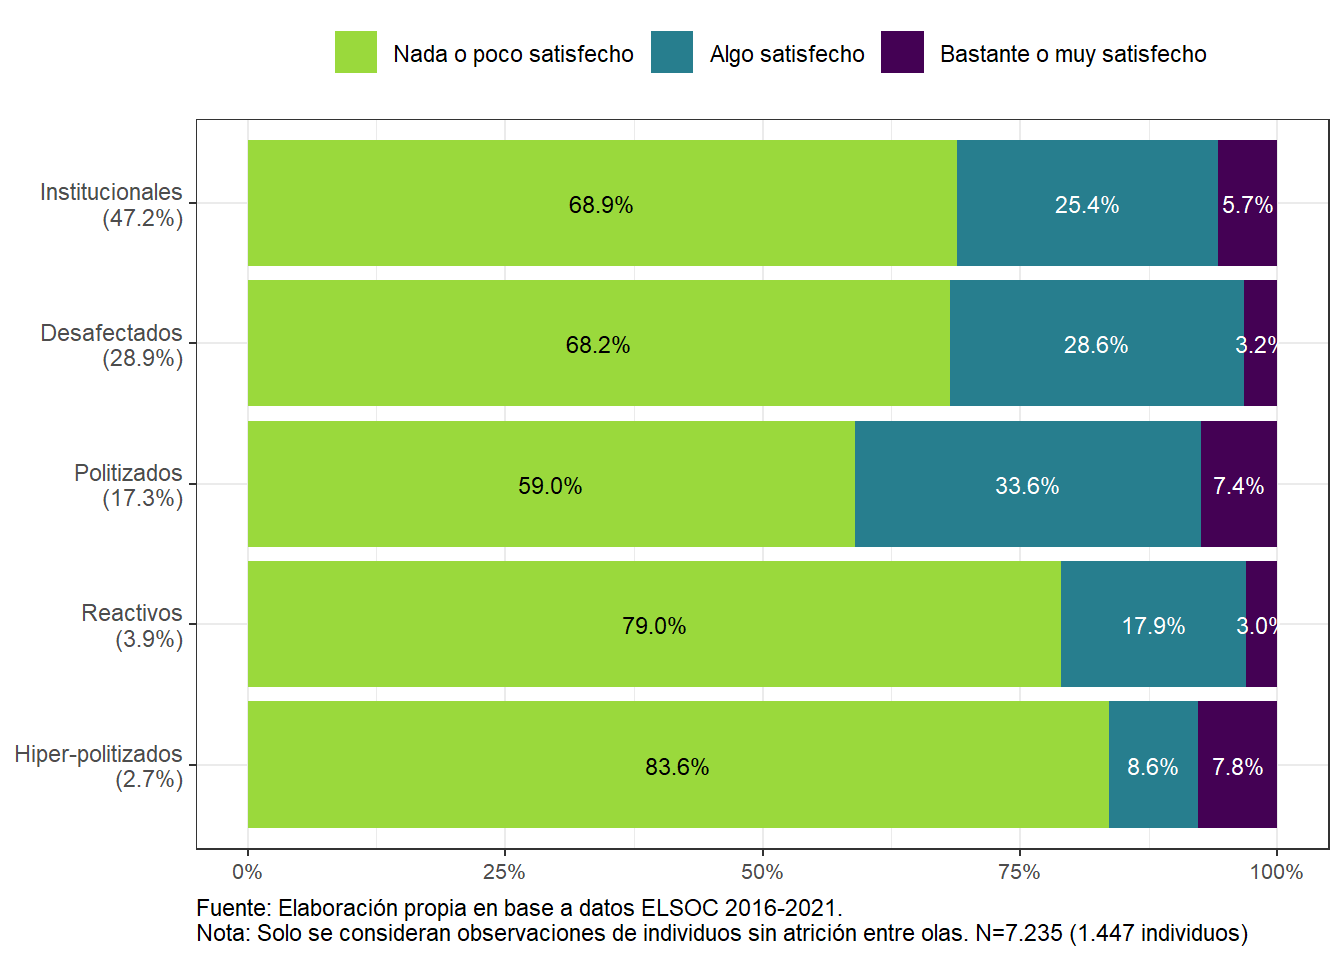 Nada o poco satisfecho Algo satisfecho Bastante o muy satisfecho
Institucionales
(47.2%)
68.9% 25.4% 5.7%
Desafectados
(28.9%)
68.2% 28.6% 3.2%
Politizados
(17.3%)
59.0% 33.6% 7.4%
Reactivos
(3.9%)
79.0% 17.9% 3.0%
Hiper-politizados
(2.7%)
83.6% 8.6% 7.8%
0% 25% 50% 75% 100%
Fuente: Elaboración propia en base a datos ELSOC 2016-2021.
Nota: Solo se consideran observaciones de individuos sin atrición entre olas. N=7.235 (1.447 individuos)